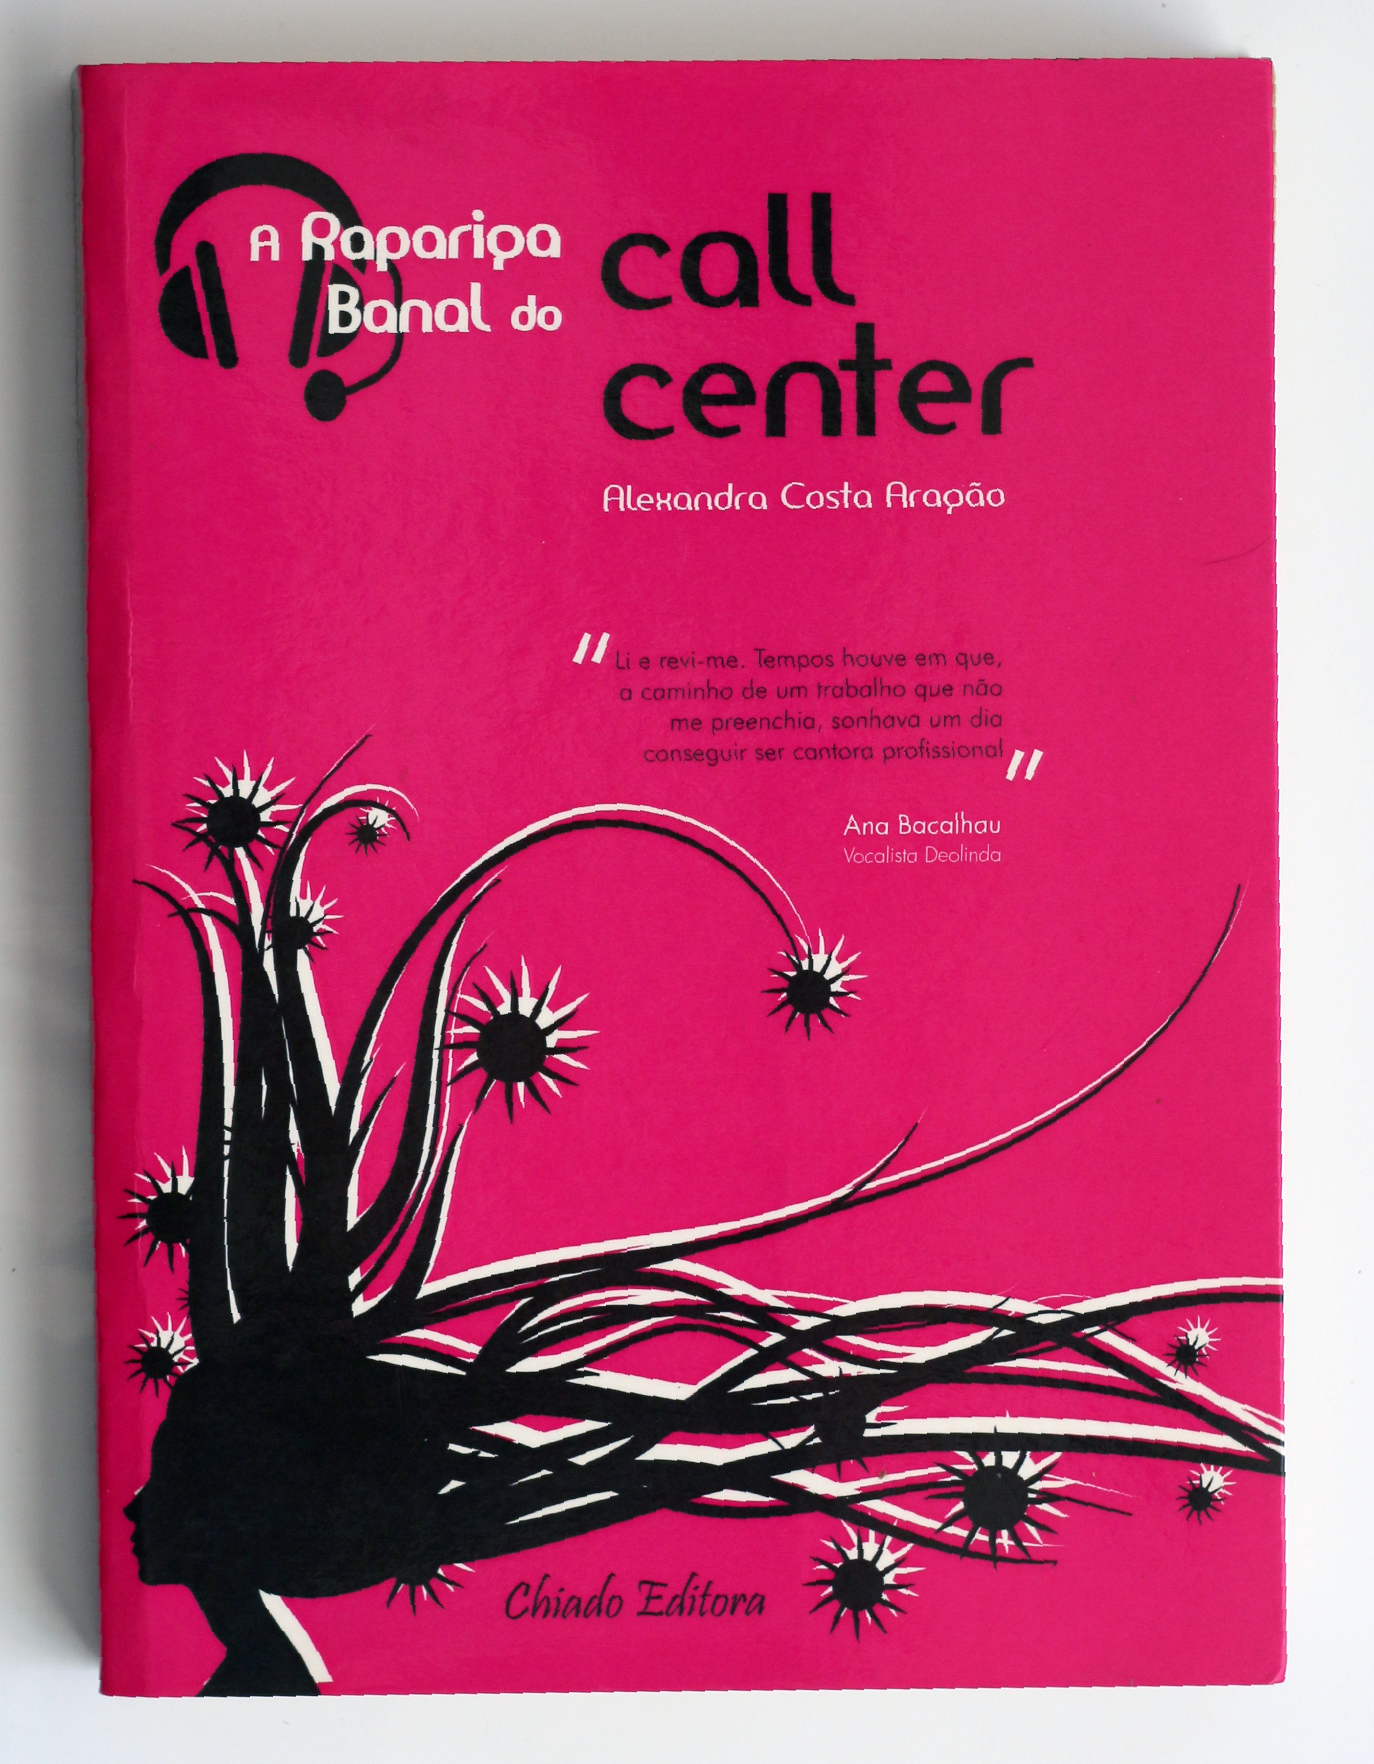 A Rapariga
Banal do
call
center
Alexandra Costa Aragão
"Li e revi-me. Tempos houve em que,
a caminho de um trabalho que não
me preenchia, sonhava um dia
conseguir ser cantora profissional"
Ana Bacalhau
Vocalista Deolinda
Chiado Editora